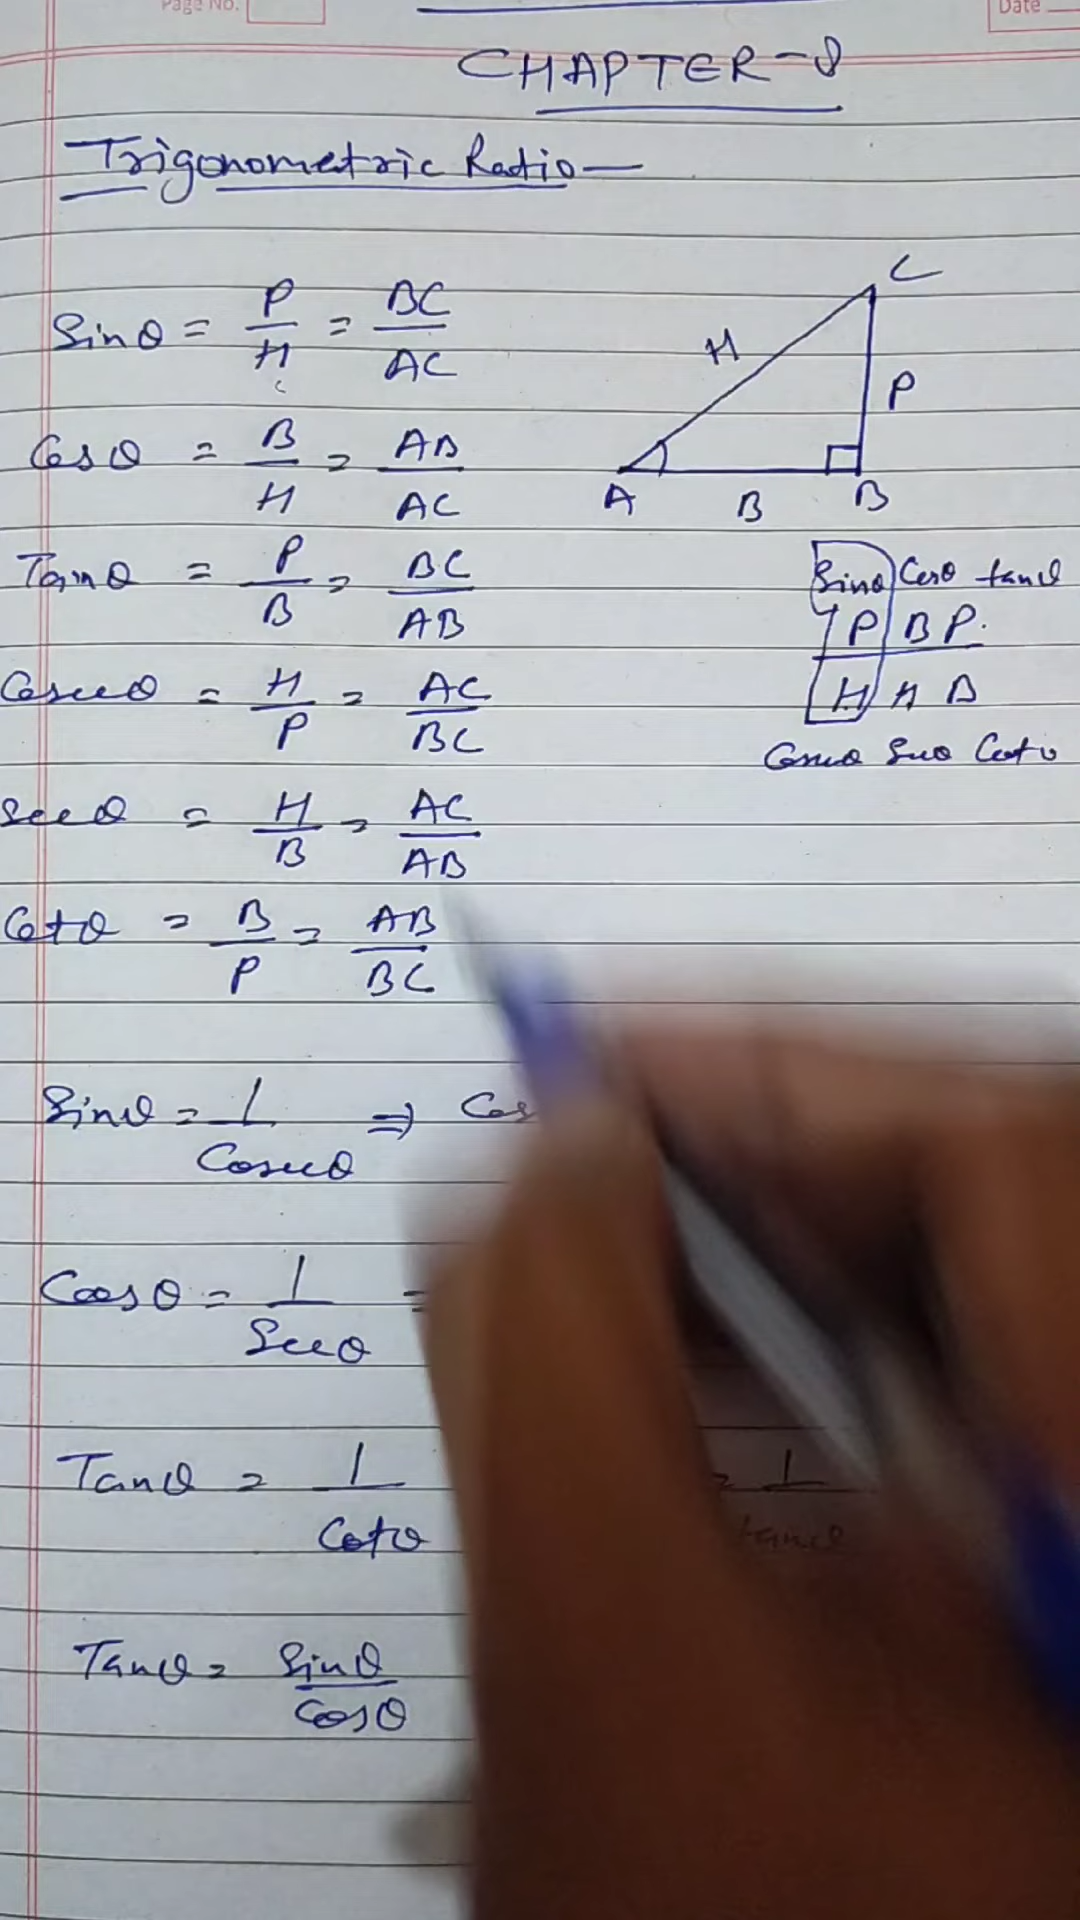 Page No.
Date
CHAPTER-8
Trigonometric Ratio—
Sinθ = P/H = BC/AC
Cosθ = B/H = AB/AC
Tanθ = P/B = BC/AB
Cosecθ = H/P = AC/BC
Secθ = H/B = AC/AB
Cotθ = B/P = AB/BC
C
H
P
A B B
Sinθ Cosθ tanθ
P B P.
H H B
Cosecθ Secθ Cotθ
Sinθ = 1/Cosecθ ⇒ Cos
Cosθ = 1/Secθ =
Tanθ = 1/Cotθ = 1/tanθ
Tanθ = Sinθ/Cosθ